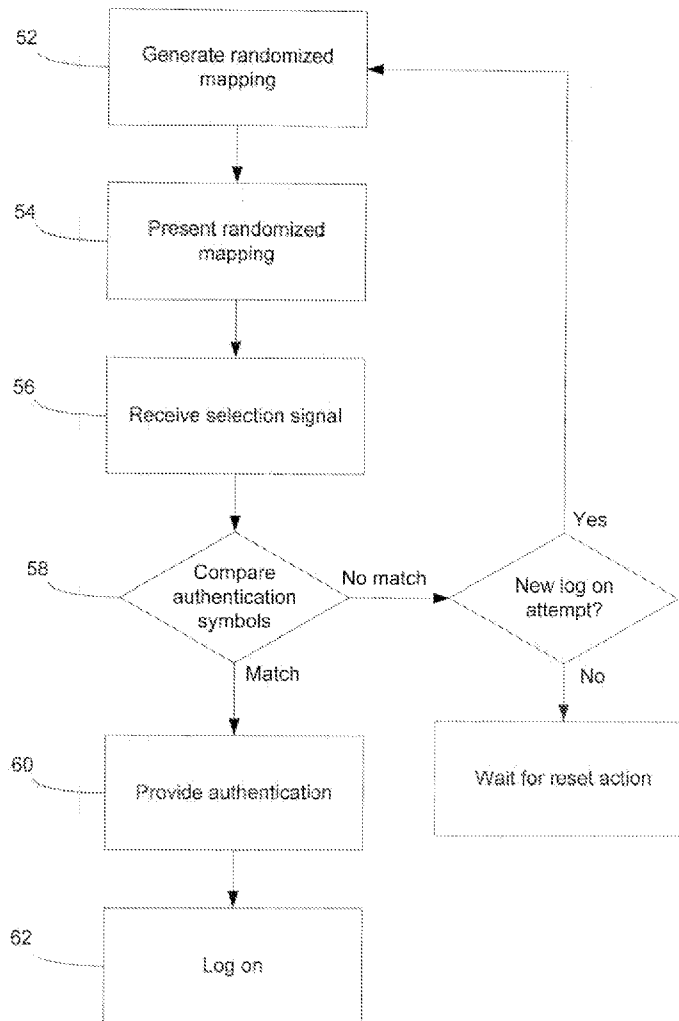 52
Generate randomized
mapping
54
Present randomized
mapping
56
Receive selection signal
58
Compare
authentication
symbols
No match
New log on
attempt?
Yes
No
Match
60
Provide authentication
Wait for reset action
62
Log on